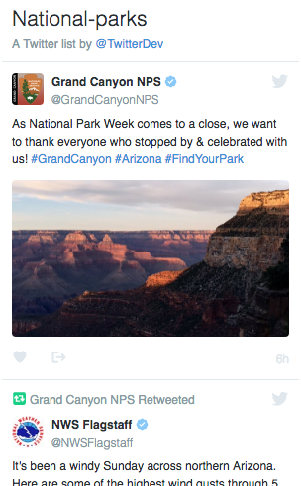 National-parks
A Twitter list by @TwitterDev
Grand Canyon NPS
@GrandCanyonNPS
As National Park Week comes to a close, we want
to thank everyone who stopped by & celebrated with
us! #GrandCanyon #Arizona #FindYourPark
6h
Grand Canyon NPS Retweeted
NWS Flagstaff
@NWSFlagstaff
It's been a windy Sunday across northern Arizona.
Here are some of the highest wind gusts through 5